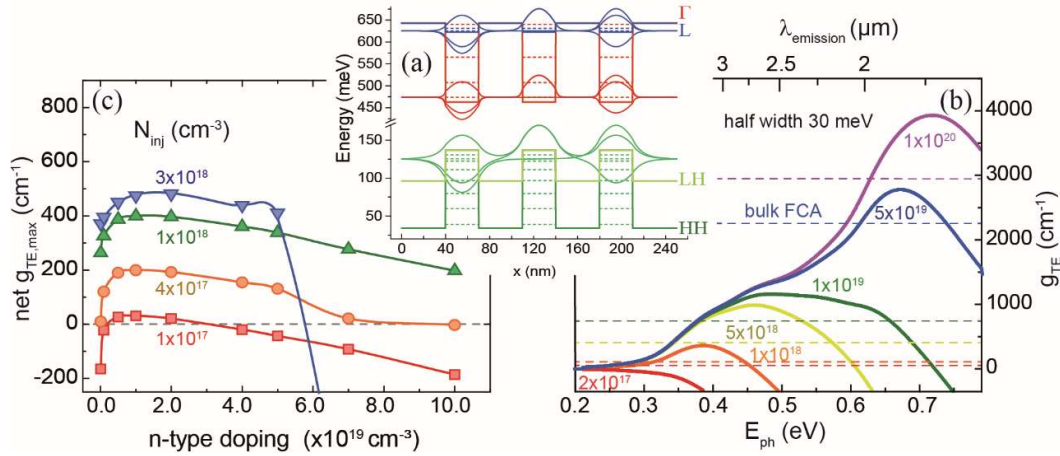 (c)
net g_TE,max (cm⁻¹)
800
600
400
200
0
-200
N_inj (cm⁻³)
3x10¹⁸
1x10¹⁸
4x10¹⁷
1x10¹⁷
0.0 2.0 4.0 6.0 8.0 10.0
n-type doping (x10¹⁹ cm⁻³)
(a)
Energy (meV)
650
600
550
500
450
150
100
50
0 40 80 120 160 200 240
x (nm)
Γ
L
LH
HH
λ_emission (μm)
3 2.5 2
(b)
half width 30 meV
1x10²⁰
bulk FCA
5x10¹⁹
1x10¹⁹
5x10¹⁸
1x10¹⁸
2x10¹⁷
4000
3000
2000
1000
0
g_TE (cm⁻¹)
0.2 0.3 0.4 0.5 0.6 0.7
E_ph (eV)